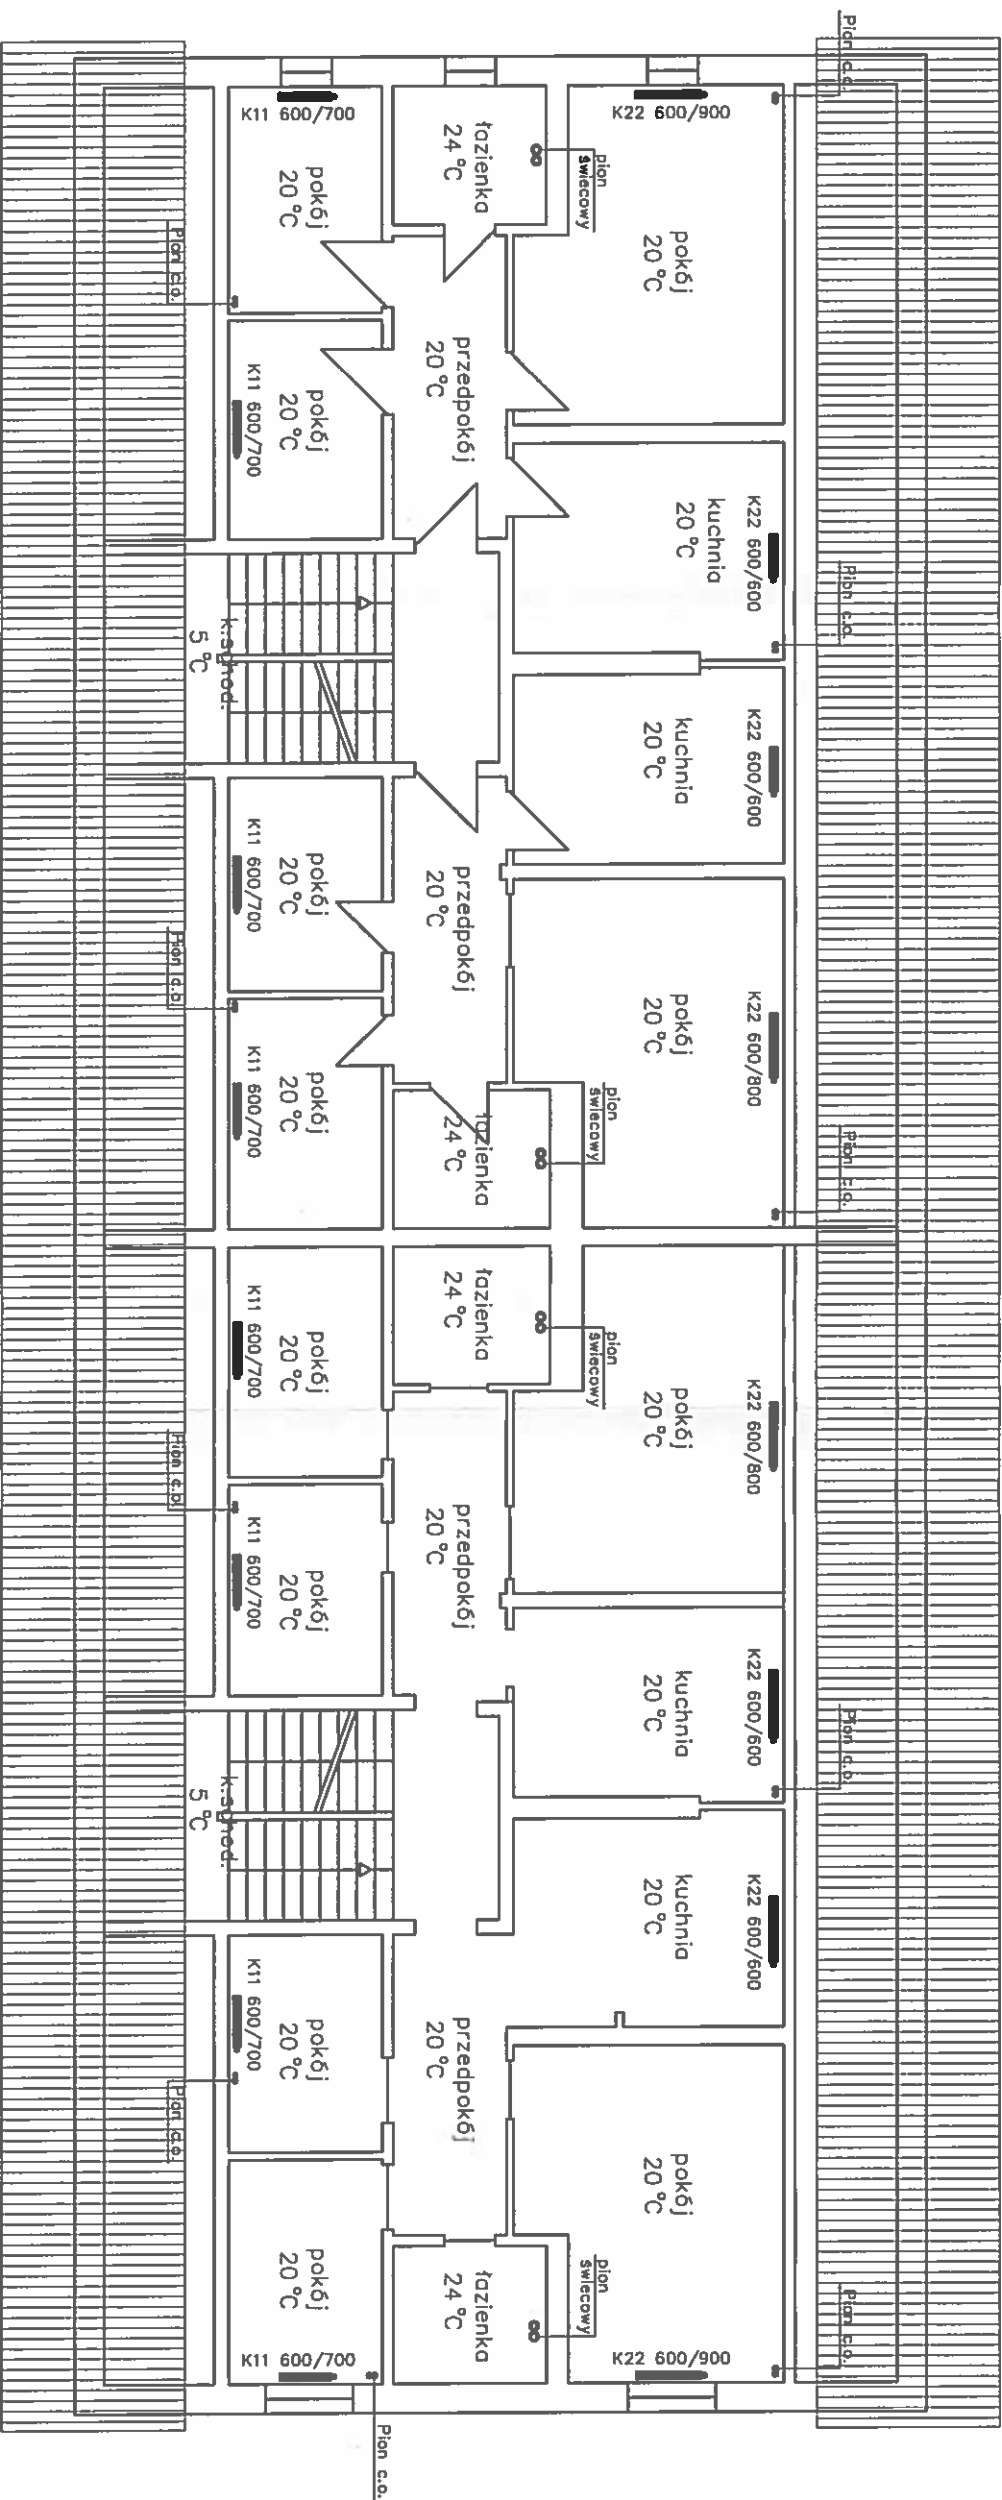 Pion c.o.
K22 600/900
pokój
20°C
pion
świecowy
łazienka
24°C
K11 600/700
pokój
20°C
Pion c.o.
przedpokój
20°C
pokój
20°C
K11 600/700
K22 600/600
kuchnia
20°C
Pion c.o.
k.schod.
5°C
K22 600/600
kuchnia
20°C
przedpokój
20°C
pokój
20°C
K11 600/700
Pion c.o.
K22 600/800
pokój
20°C
pokój
20°C
K11 600/700
pion
świecowy
łazienka
24°C
Pion c.o.
łazienka
24°C
pion
świecowy
pokój
20°C
K11 600/700
K22 600/800
pokój
20°C
Pion c.o.
przedpokój
20°C
pokój
20°C
K11 600/700
K22 600/600
kuchnia
20°C
Pion c.o.
k.schod.
5°C
K22 600/600
kuchnia
20°C
przedpokój
20°C
pokój
20°C
K11 600/700
Pion c.o.
pokój
20°C
Pion c.o.
pion
świecowy
łazienka
24°C
pokój
20°C
K22 600/900
K11 600/700
Pion c.o.